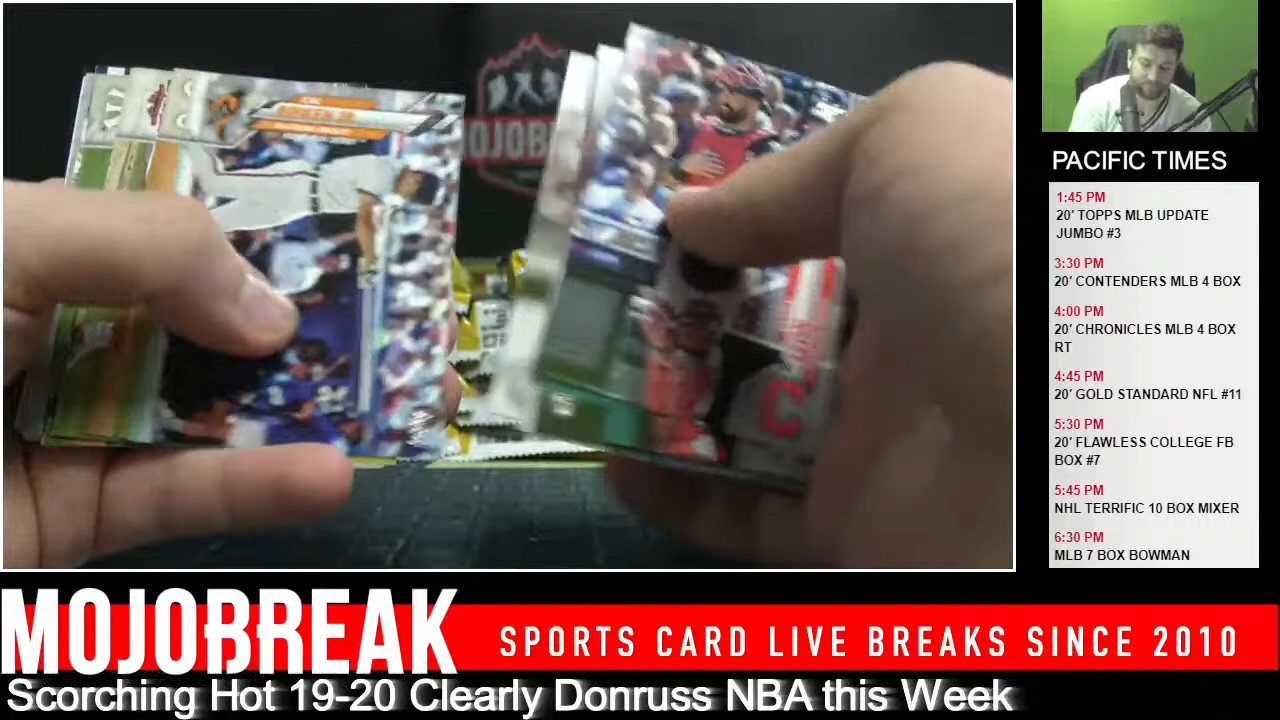 PACIFIC TIMES
1:45 PM
20' TOPPS MLB UPDATE
JUMBO #3
3:30 PM
20' CONTENDERS MLB 4 BOX
4:00 PM
20' CHRONICLES MLB 4 BOX
RT
4:45 PM
20' GOLD STANDARD NFL #11
5:30 PM
20' FLAWLESS COLLEGE FB
BOX #7
5:45 PM
NHL TERRIFIC 10 BOX MIXER
6:30 PM
MLB 7 BOX BOWMAN
MOJOBREAK
SPORTS CARD LIVE BREAKS SINCE 2010
Scorching Hot 19-20 Clearly Donruss NBA this Week